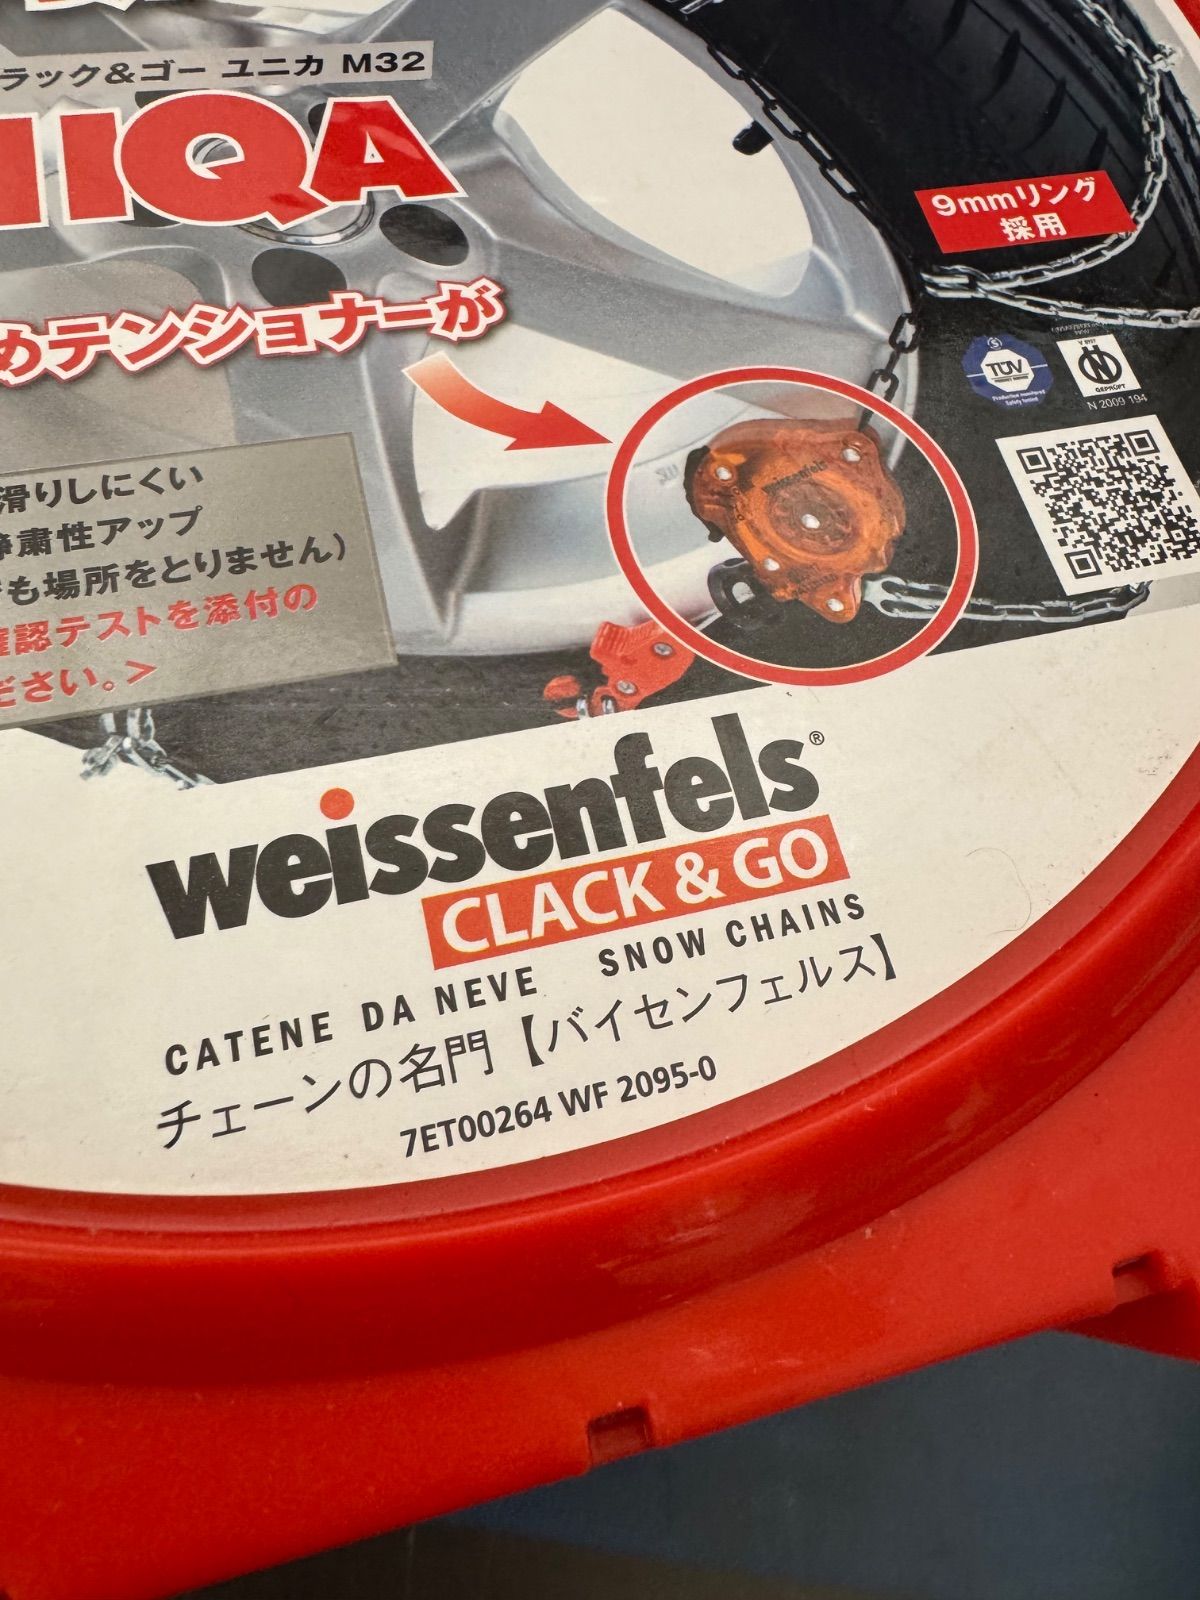 ラック&ゴー ユニカ M32
IQA
9mmリング
採用
めテンショナーが
TÜV
GEPRÜFT
N 2009 194
滑りしにくい
静粛性アップ
でも場所をとりません)
確認テストを添付の
ださい。>
weissenfels
weissenfels®
CLACK & GO
CATENE DA NEVE SNOW CHAINS
チェーンの名門【バイセンフェルス】
7ET00264 WF 2095-0